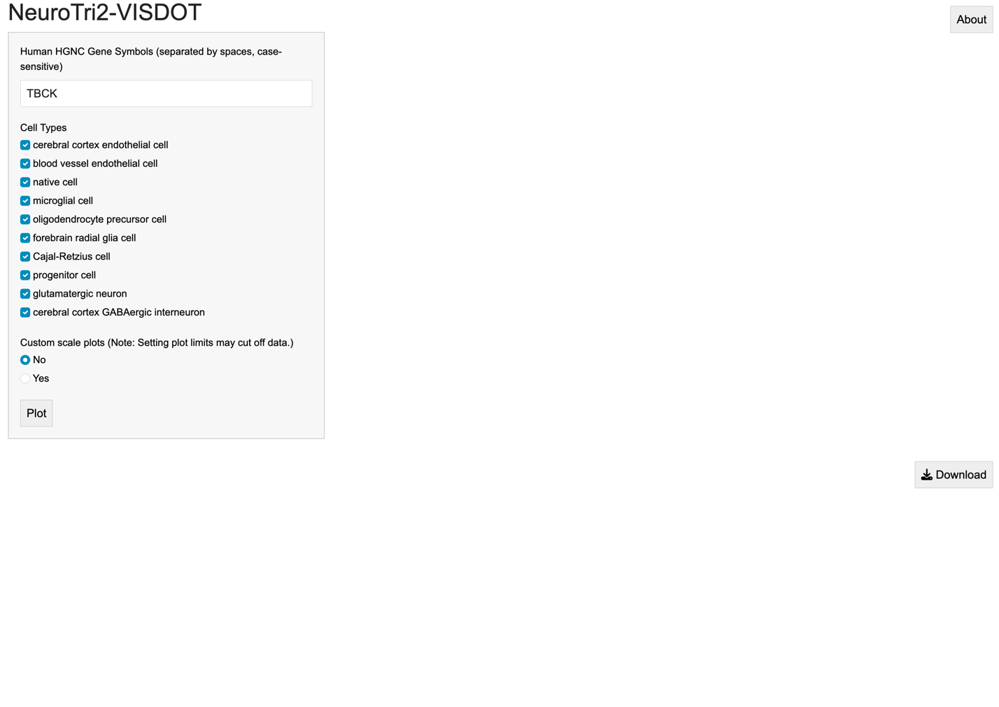 NeuroTri2-VISDOT
About
Human HGNC Gene Symbols (separated by spaces, case-
sensitive)
TBCK
Cell Types
cerebral cortex endothelial cell
blood vessel endothelial cell
native cell
microglial cell
oligodendrocyte precursor cell
forebrain radial glia cell
Cajal-Retzius cell
progenitor cell
glutamatergic neuron
cerebral cortex GABAergic interneuron
Custom scale plots (Note: Setting plot limits may cut off data.)
No
Yes
Plot
Download